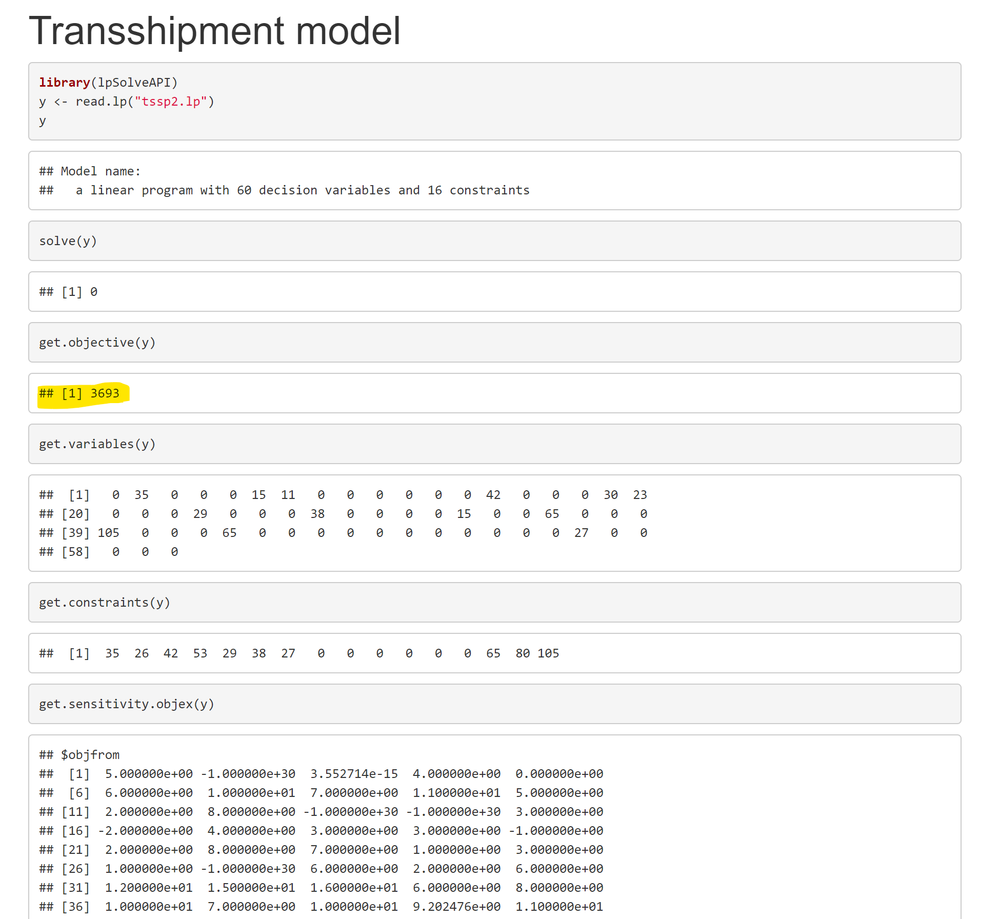 Transshipment model
library(lpSolveAPI)
y <- read.lp("tssp2.lp")
y
## Model name:
##   a linear program with 60 decision variables and 16 constraints
solve(y)
## [1] 0
get.objective(y)
## [1] 3693
get.variables(y)
##  [1]   0  35   0   0   0  15  11   0   0   0   0   0   0  42   0   0   0  30  23
## [20]   0   0   0  29   0   0   0  38   0   0   0   0  15   0   0  65   0   0   0
## [39] 105   0   0   0  65   0   0   0   0   0   0   0   0   0   0   0  27   0   0
## [58]   0   0   0
get.constraints(y)
##  [1]  35  26  42  53  29  38  27   0   0   0   0   0   0  65  80 105
get.sensitivity.objex(y)
## $objfrom
##  [1]  5.000000e+00 -1.000000e+30  3.552714e-15  4.000000e+00  0.000000e+00
##  [6]  6.000000e+00  1.000000e+01  7.000000e+00  1.100000e+01  5.000000e+00
## [11]  2.000000e+00  8.000000e+00 -1.000000e+30 -1.000000e+30  3.000000e+00
## [16] -2.000000e+00  4.000000e+00  3.000000e+00  3.000000e+00 -1.000000e+00
## [21]  2.000000e+00  8.000000e+00  7.000000e+00  1.000000e+00  3.000000e+00
## [26]  1.000000e+00 -1.000000e+30  6.000000e+00  2.000000e+00  6.000000e+00
## [31]  1.200000e+01  1.500000e+01  1.600000e+01  6.000000e+00  8.000000e+00
## [36]  1.000000e+01  7.000000e+00  1.000000e+01  9.202476e+00  1.100000e+01